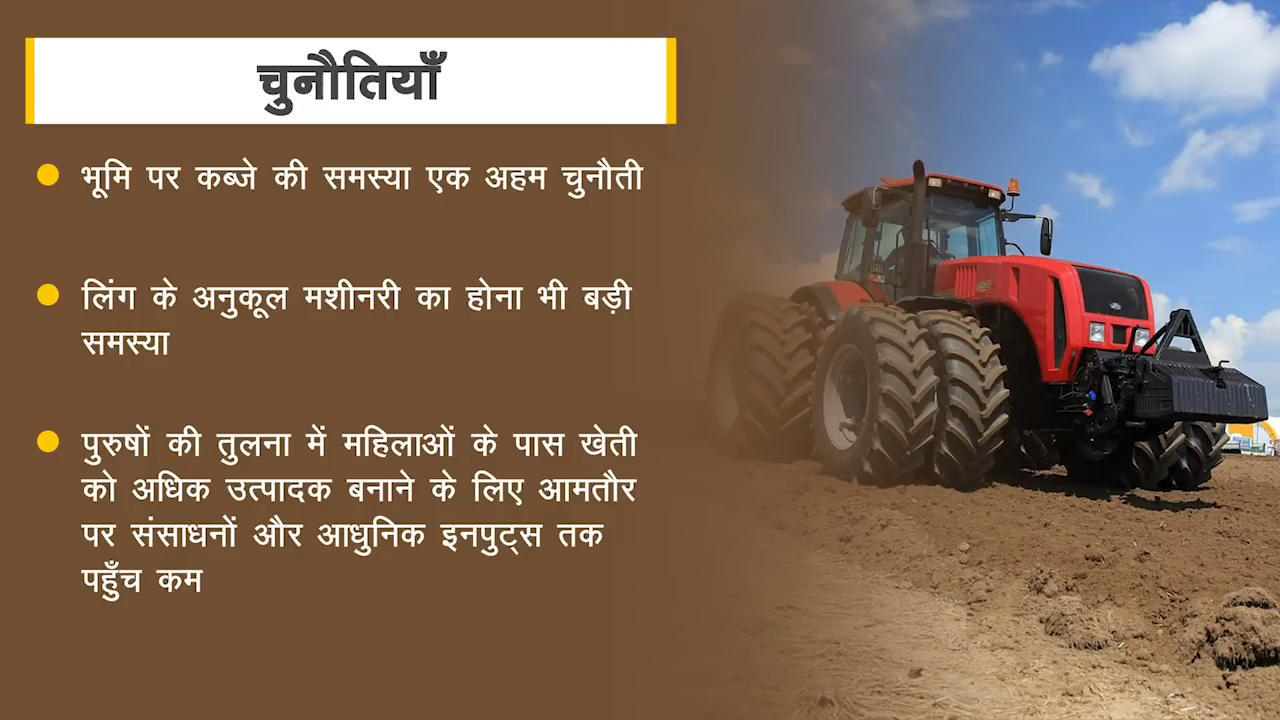 चुनौतियाँ
भूमि पर कब्जे की समस्या एक अहम चुनौती
लिंग के अनुकूल मशीनरी का होना भी बड़ी
समस्या
पुरुषों की तुलना में महिलाओं के पास खेती
को अधिक उत्पादक बनाने के लिए आमतौर
पर संसाधनों और आधुनिक इनपुट्स तक
पहुँच कम